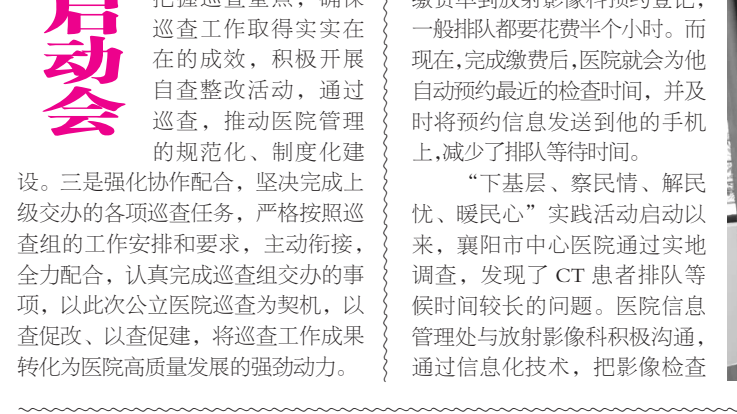 启动会
把握巡查重点，确保
巡查工作取得实实在
在的成效，积极开展
自查整改活动，通过
巡查，推动医院管理
的规范化、制度化建
设。三是强化协作配合，坚决完成上
级交办的各项巡查任务，严格按照巡
查组的工作安排和要求，主动衔接，
全力配合，认真完成巡查组交办的事
项，以此次公立医院巡查为契机，以
查促改、以查促建，将巡查工作成果
转化为医院高质量发展的强劲动力。
缴费单到放射影像科预约登记，
一般排队都要花费半个小时。而
现在,完成缴费后,医院就会为他
自动预约最近的检查时间，并及
时将预约信息发送到他的手机
上,减少了排队等待时间。
“下基层、察民情、解民
忧、暖民心”实践活动启动以
来，襄阳市中心医院通过实地
调查，发现了 CT 患者排队等
候时间较长的问题。医院信息
管理处与放射影像科积极沟通，
通过信息化技术，把影像检查